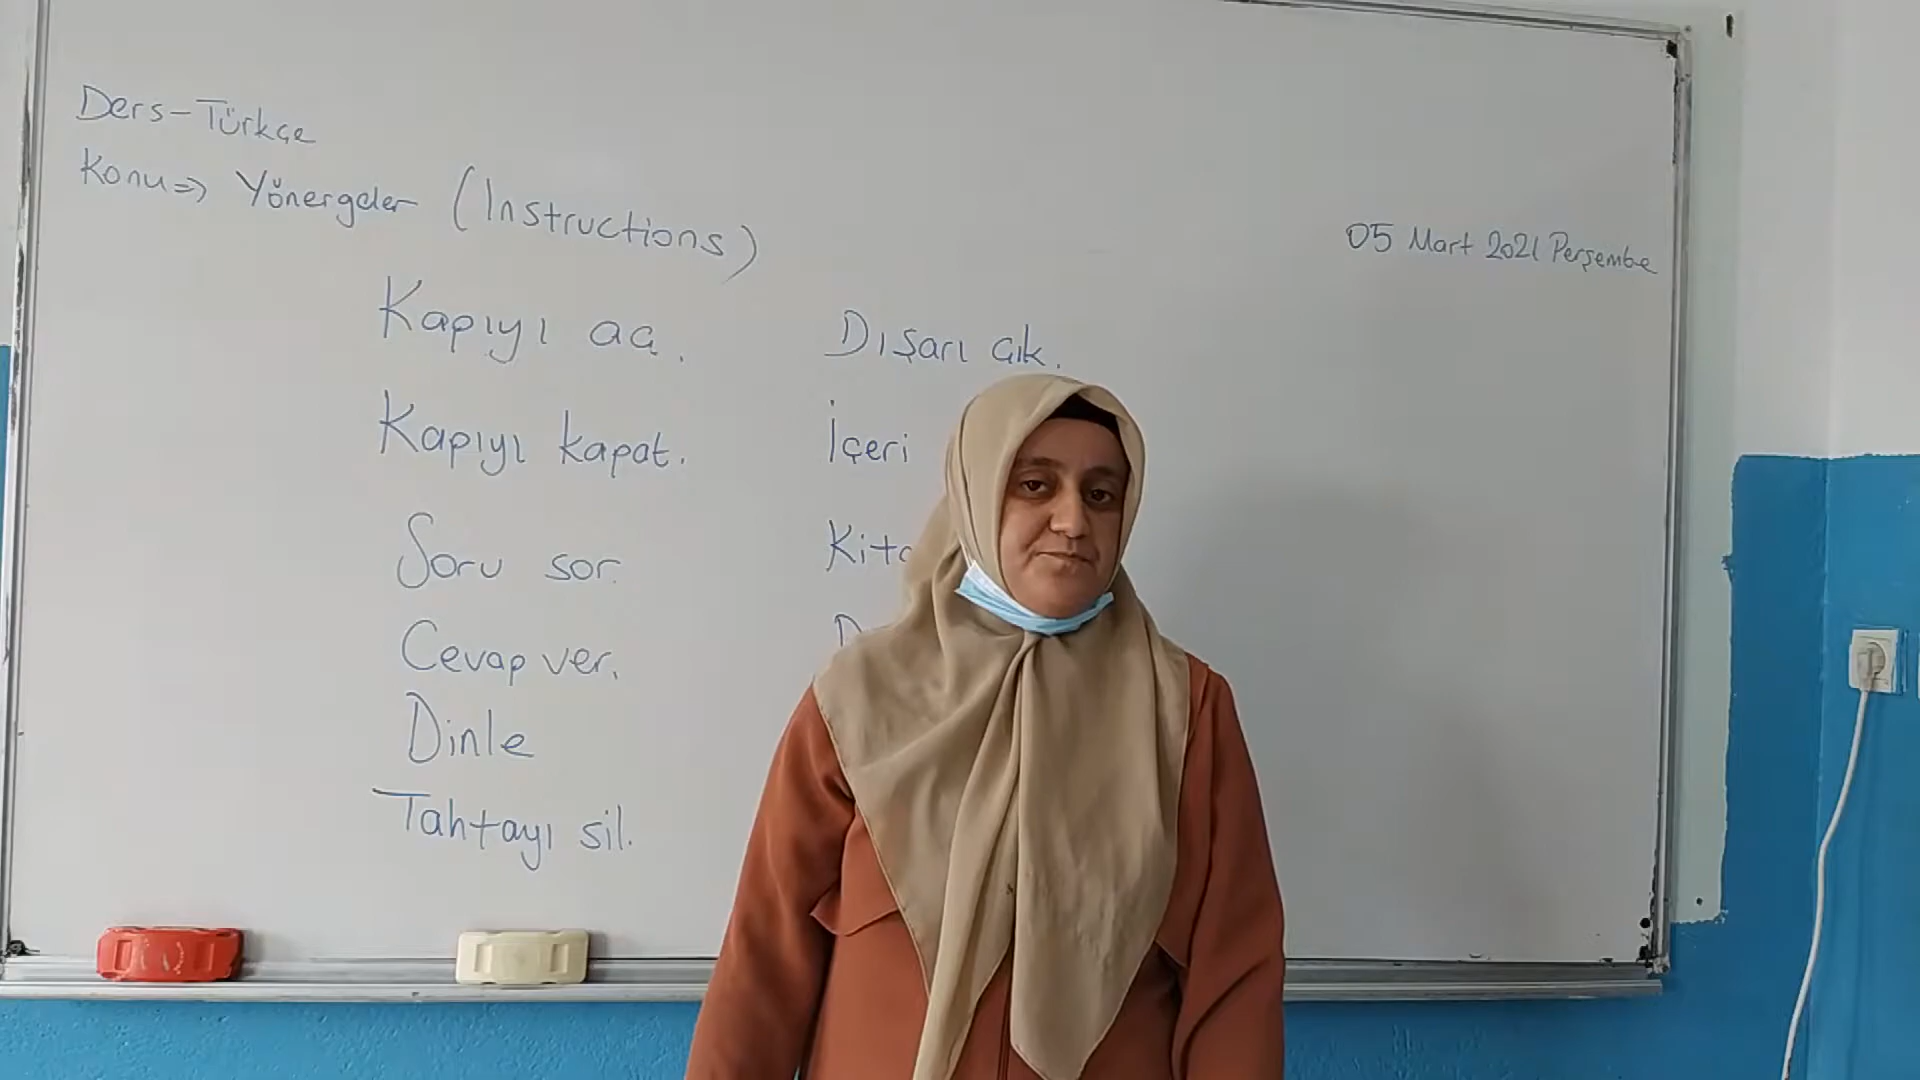 Ders-Türkçe
Konu => Yönergeler (Instructions)
05 Mart 2021 Perşembe
Kapıyı aç.
Kapıyı kapat.
Soru sor.
Cevap ver.
Dinle
Tahtayı sil.
Dışarı çık.
İçeri